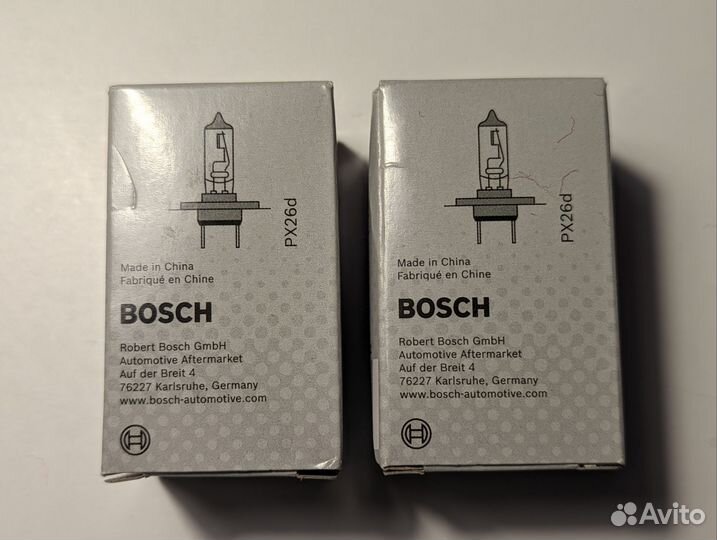 PX26d
Made in China
Fabriqué en Chine
BOSCH
Robert Bosch GmbH
Automotive Aftermarket
Auf der Breit 4
76227 Karlsruhe, Germany
www.bosch-automotive.com
PX26d
Made in China
Fabriqué en Chine
BOSCH
Robert Bosch GmbH
Automotive Aftermarket
Auf der Breit 4
76227 Karlsruhe, Germany
www.bosch-automotive.com
Avito